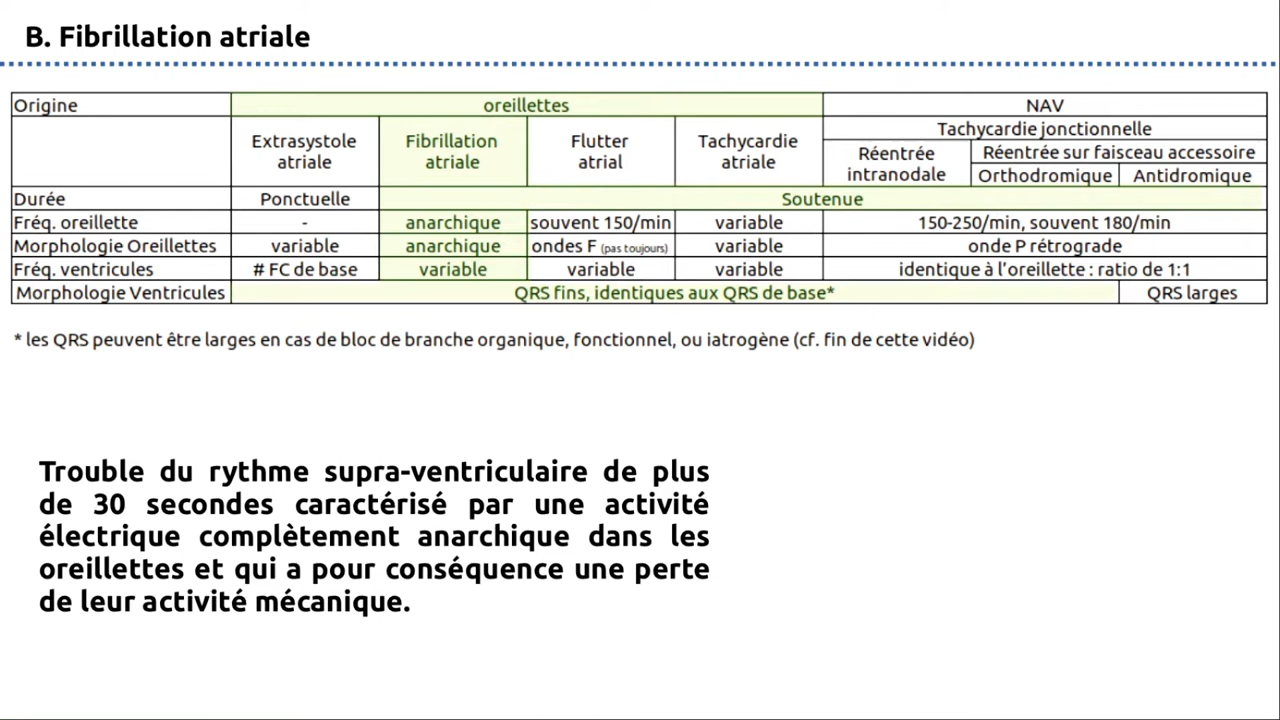 B. Fibrillation atriale
Origine oreillettes NAV
Extrasystole atriale Fibrillation atriale Flutter atrial Tachycardie atriale Tachycardie jonctionnelle
Réentrée intranodale Réentrée sur faisceau accessoire
Orthodromique Antidromique
Durée Ponctuelle Soutenue
Fréq. oreillette - anarchique souvent 150/min variable 150-250/min, souvent 180/min
Morphologie Oreillettes variable anarchique ondes F (pas toujours) variable onde P rétrograde
Fréq. ventricules # FC de base variable variable variable identique à l’oreillette : ratio de 1:1
Morphologie Ventricules QRS fins, identiques aux QRS de base* QRS larges
* les QRS peuvent être larges en cas de bloc de branche organique, fonctionnel, ou iatrogène (cf. fin de cette vidéo)
Trouble du rythme supra-ventriculaire de plus
de 30 secondes caractérisé par une activité
électrique complètement anarchique dans les
oreillettes et qui a pour conséquence une perte
de leur activité mécanique.